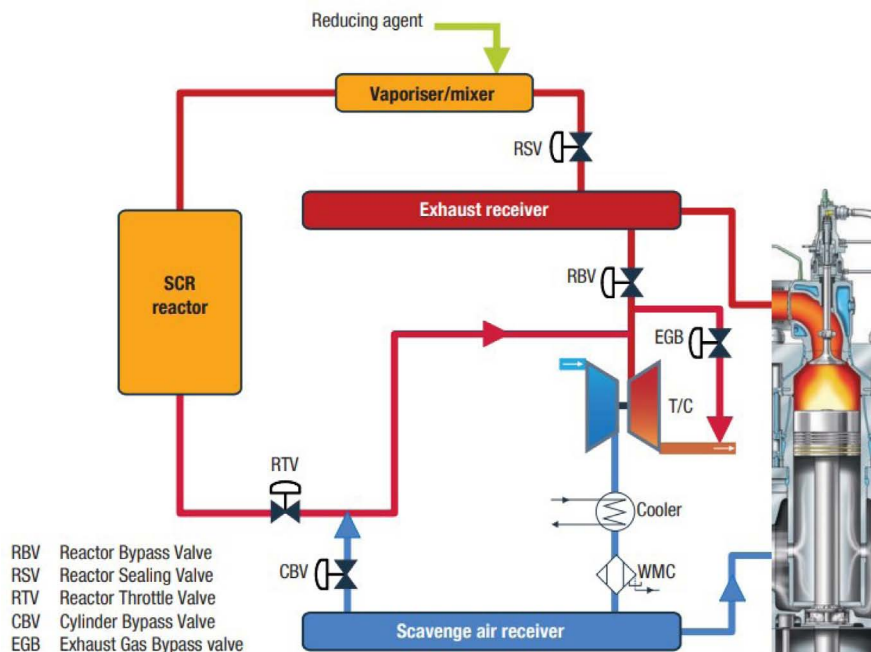 Reducing agent
Vaporiser/mixer
RSV
Exhaust receiver
SCR
reactor
RBV
EGB
T/C
RTV
Cooler
CBV
WMC
Scavenge air receiver
RBV Reactor Bypass Valve
RSV Reactor Sealing Valve
RTV Reactor Throttle Valve
CBV Cylinder Bypass Valve
EGB Exhaust Gas Bypass valve